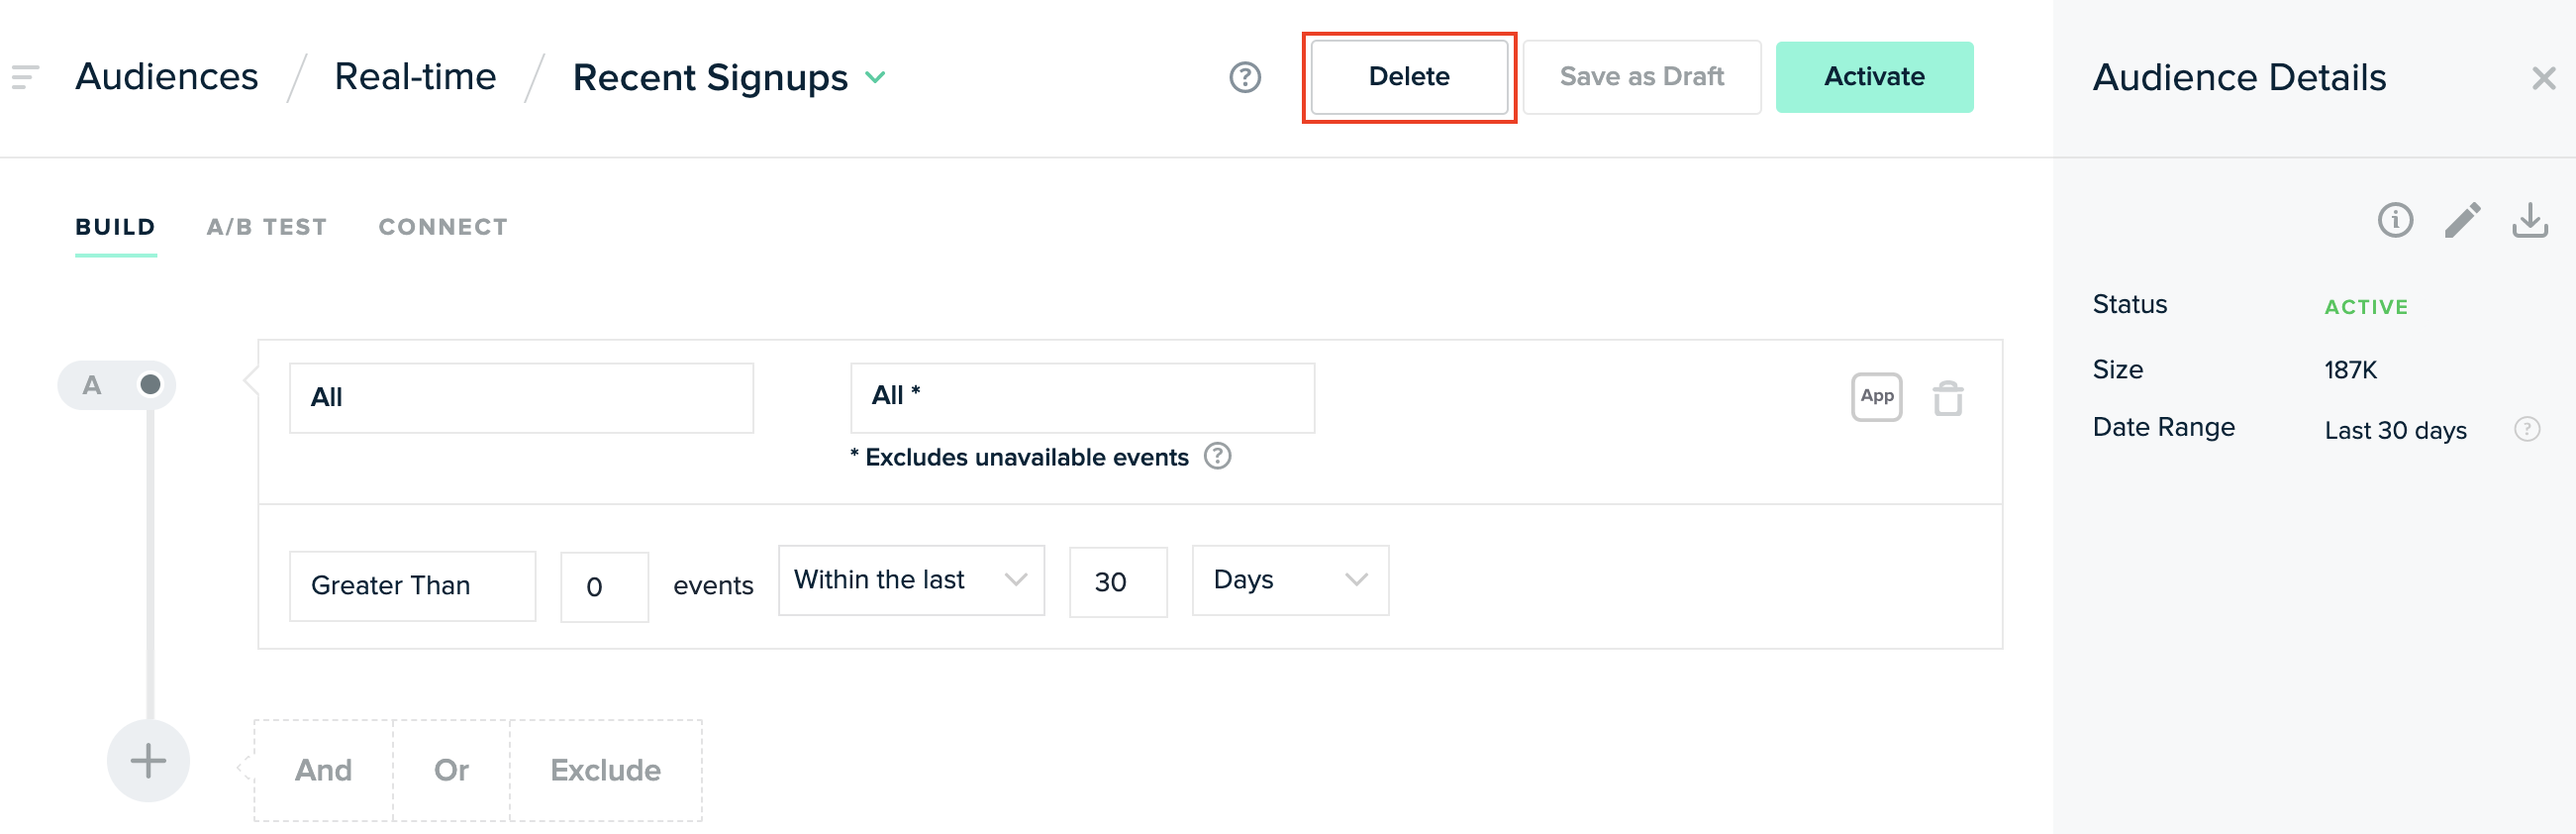 Audiences / Real-time / Recent Signups
? Delete Save as Draft Activate
Audience Details
BUILD A/B TEST CONNECT
i
Status ACTIVE
Size 187K
Date Range Last 30 days ?
A
All All * App
* Excludes unavailable events ?
Greater Than 0 events Within the last 30 Days
And Or Exclude